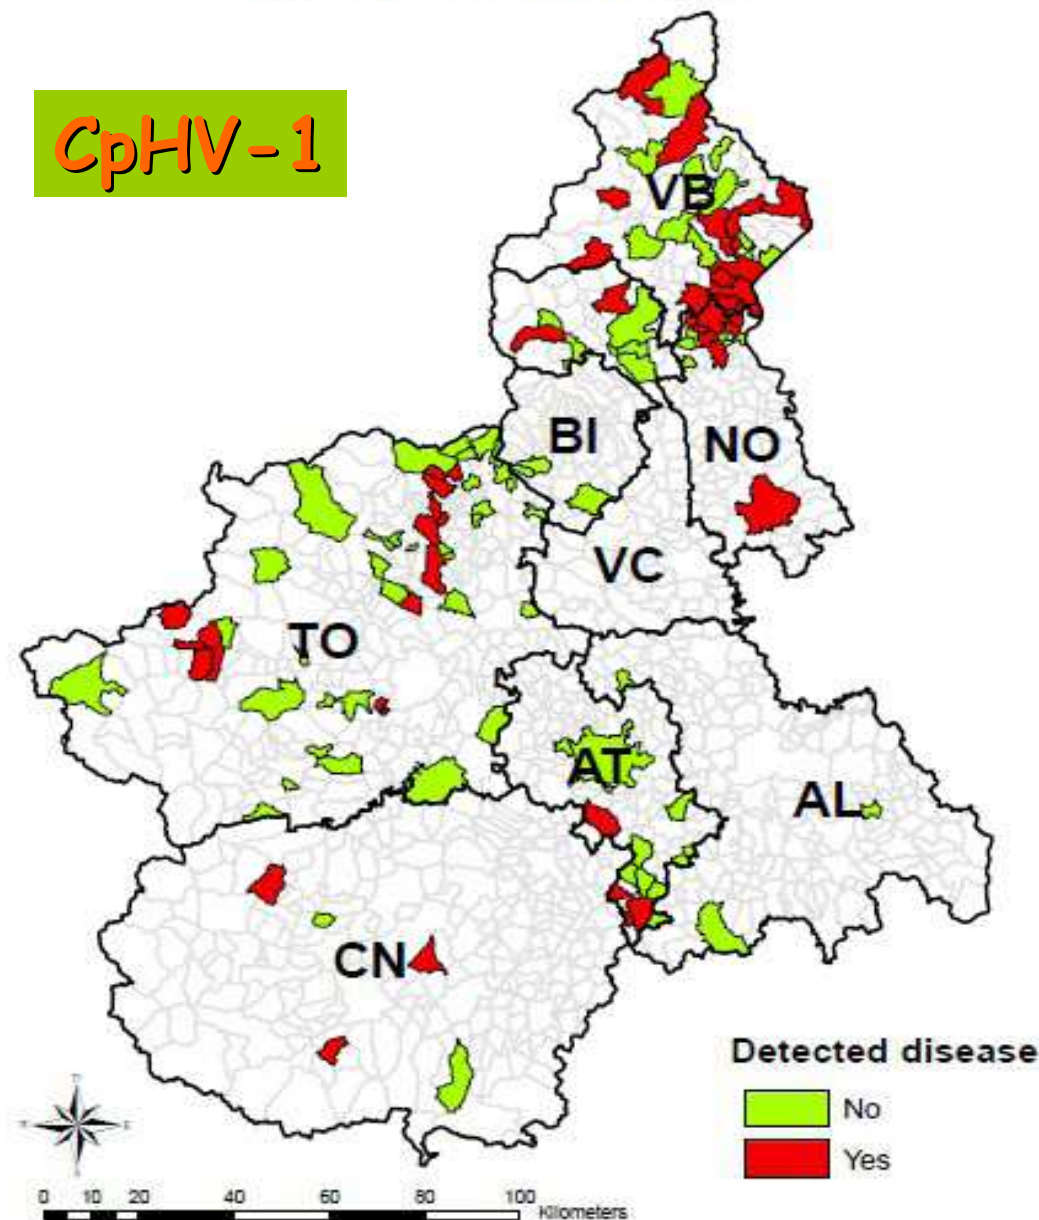 CpHV-1
VB
BI
NO
VC
TO
AT
AL
CN
Detected disease
No
Yes
0 10 20 40 60 80 100
Kilometers